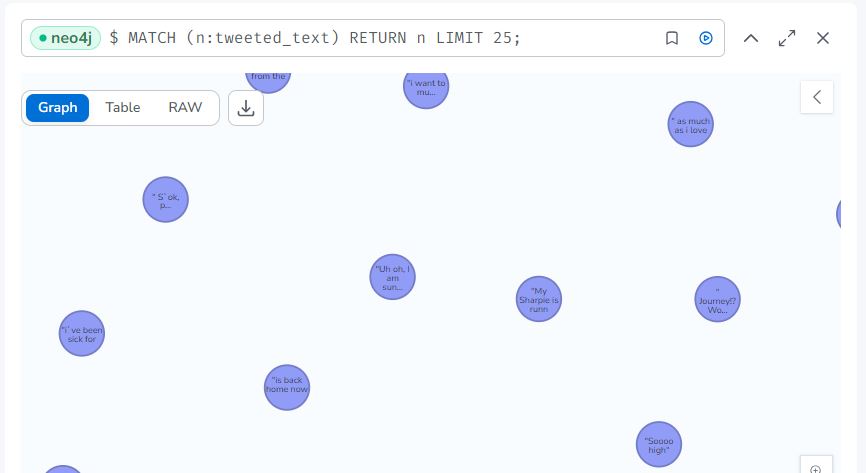 neo4j $ MATCH (n:tweeted_text) RETURN n LIMIT 25;
from the
"i want to
mu...
Graph Table RAW
" as much
as i love
" S` ok,
p...
"Uh oh, I
am
sun...
"My
Sharpie is
runn
"
Journey!?
Wo...
"i`ve been
sick for
"is back
home now
"Soooo
high"